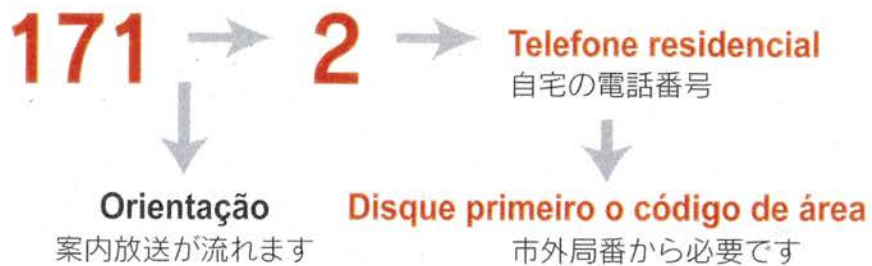 171 → 2 → Telefone residencial
自宅の電話番号
Orientação
案内放送が流れます
Disque primeiro o código de área
市外局番から必要です